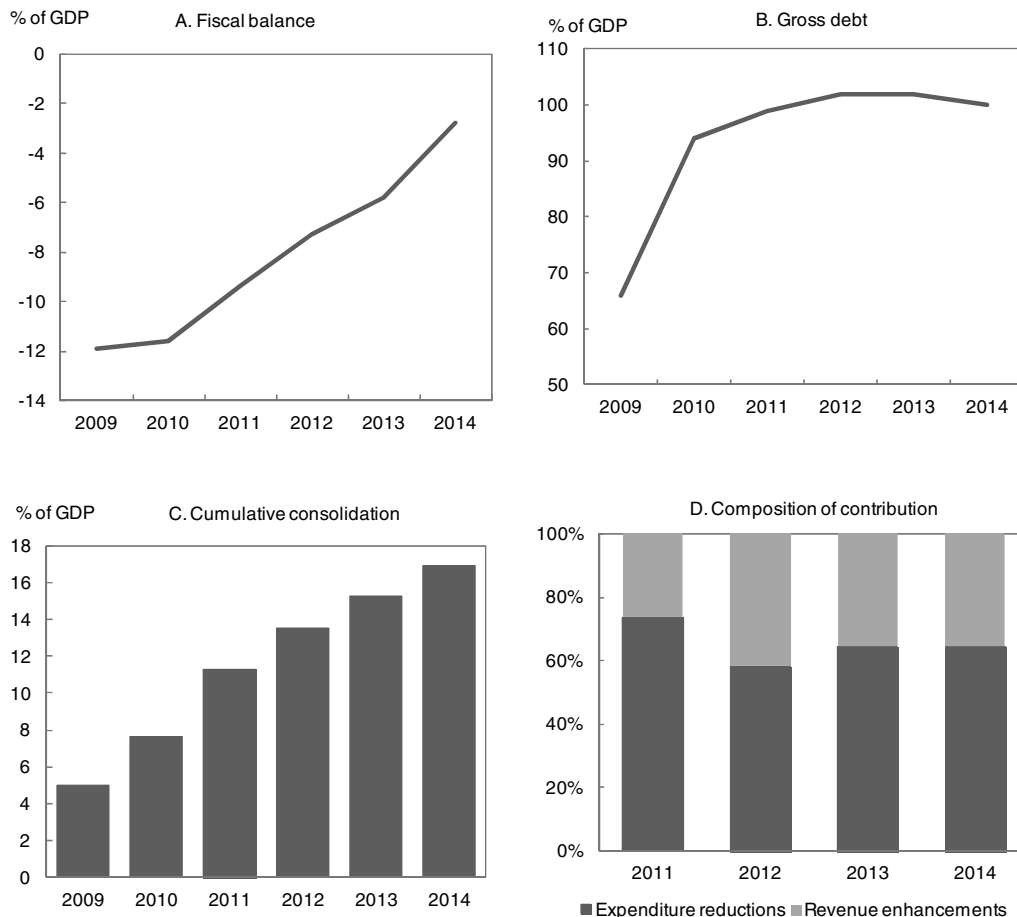 % of GDP
A. Fiscal balance
0
-2
-4
-6
-8
-10
-12
-14
2009 2010 2011 2012 2013 2014
% of GDP
B. Gross debt
110
100
90
80
70
60
50
2009 2010 2011 2012 2013 2014
% of GDP
C. Cumulative consolidation
18
16
14
12
10
8
6
4
2
0
2009 2010 2011 2012 2013 2014
D. Composition of contribution
100%
80%
60%
40%
20%
0%
2011 2012 2013 2014
Expenditure reductions Revenue enhancements